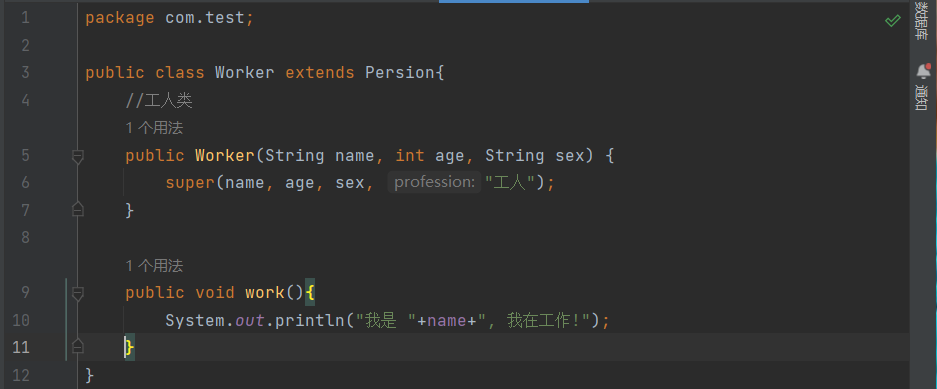 1 package com.test;
2
3 public class Worker extends Persion{
4 //工人类
1 个用法
5 public Worker(String name, int age, String sex) {
6 super(name, age, sex, profession: "工人");
7 }
8
1 个用法
9 public void work(){
10 System.out.println("我是 "+name+", 我在工作!");
11 }
12 }
数据库
通知